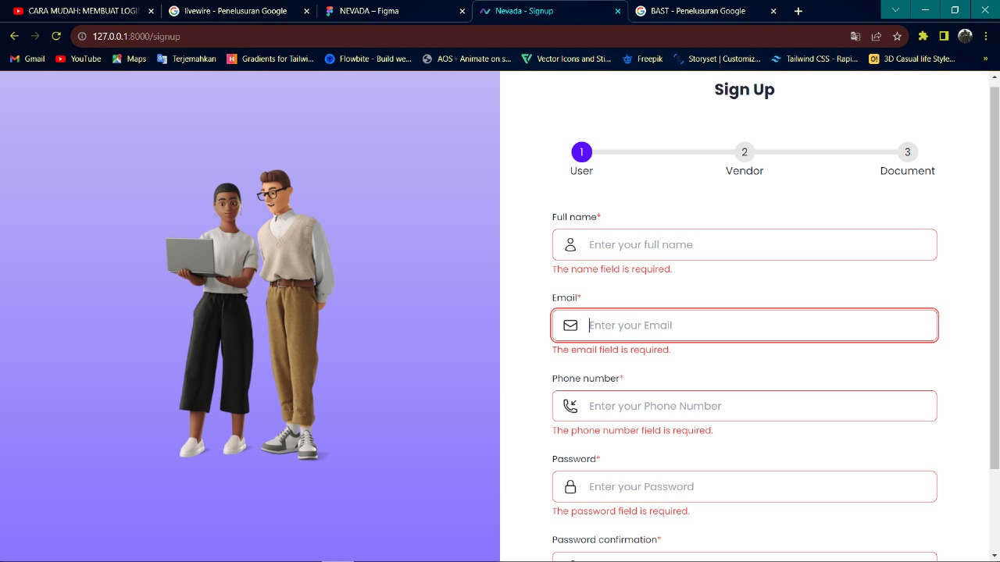 CARA MUDAH: MEMBUAT LOGI
livewire - Penelusuran Google
NEVADA – Figma
Nevada - Signup
BAST - Penelusuran Google
127.0.0.1:8000/signup
Gmail
YouTube
Maps
Terjemahkan
Gradients for Tailwi...
Flowbite - Build we...
AOS - Animate on s...
Vector Icons and Sti...
Freepik
Storyset | Customiz...
Tailwind CSS - Rapi...
3D Casual life Style...
Sign Up
1
2
3
User
Vendor
Document
Full name*
Enter your full name
The name field is required.
Email*
Enter your Email
The email field is required.
Phone number*
Enter your Phone Number
The phone number field is required.
Password*
Enter your Password
The password field is required.
Password confirmation*